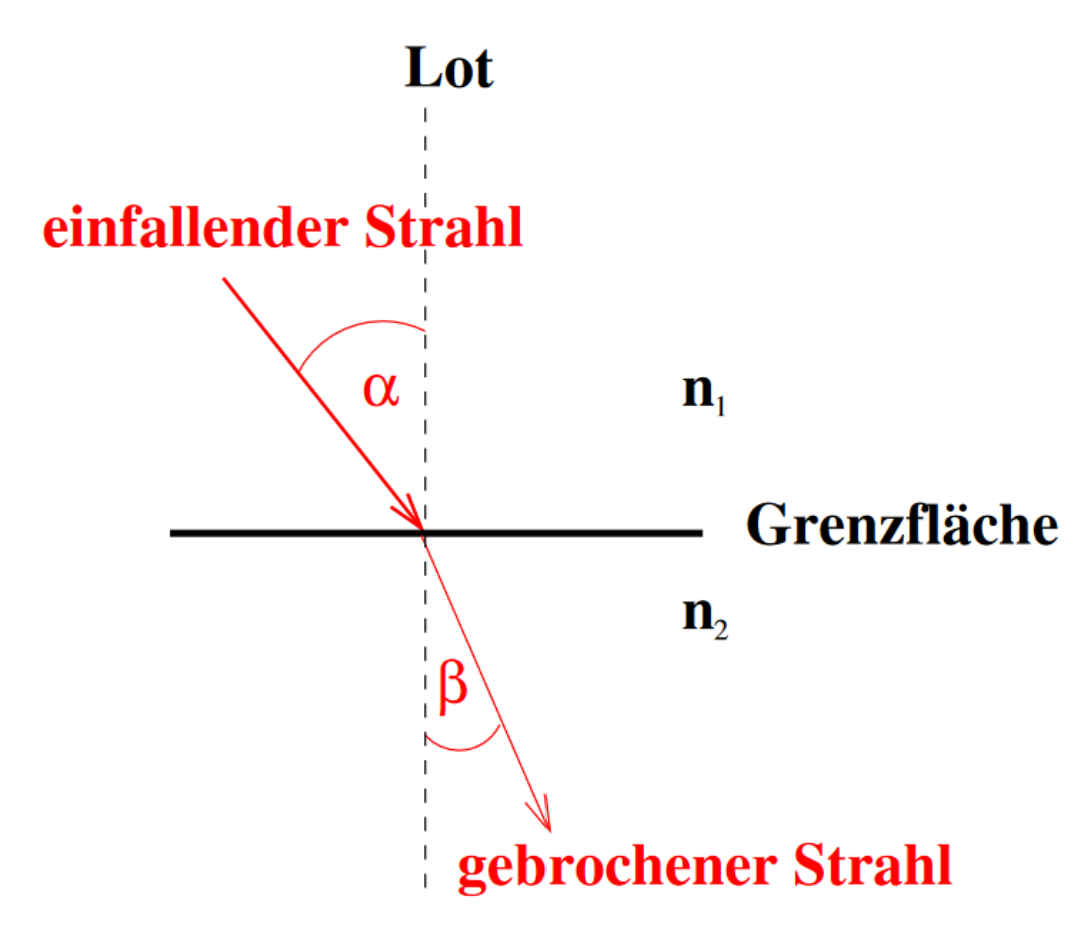 Lot
einfallender Strahl
α
n₁
Grenzfläche
n₂
β
gebrochener Strahl